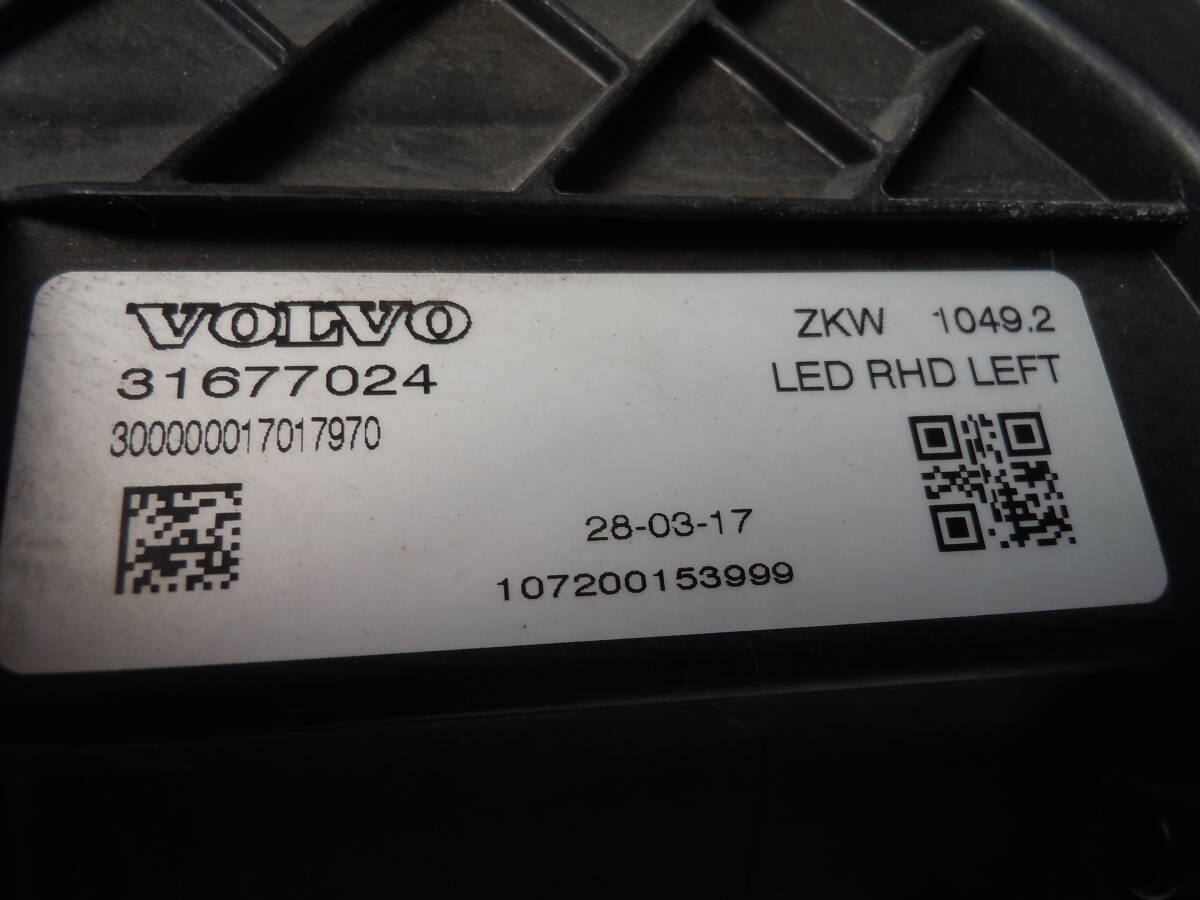 VOLVO
31677024
300000017017970
ZKW 1049.2
LED RHD LEFT
28-03-17
107200153999